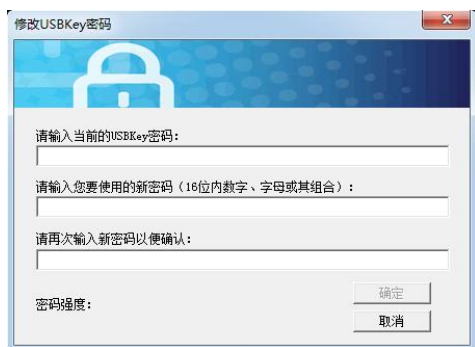 修改USBKey密码
请输入当前的USBKey密码：
请输入您要使用的新密码（16位内数字、字母或其组合）：
请再次输入新密码以便确认：
密码强度：
确定
取消